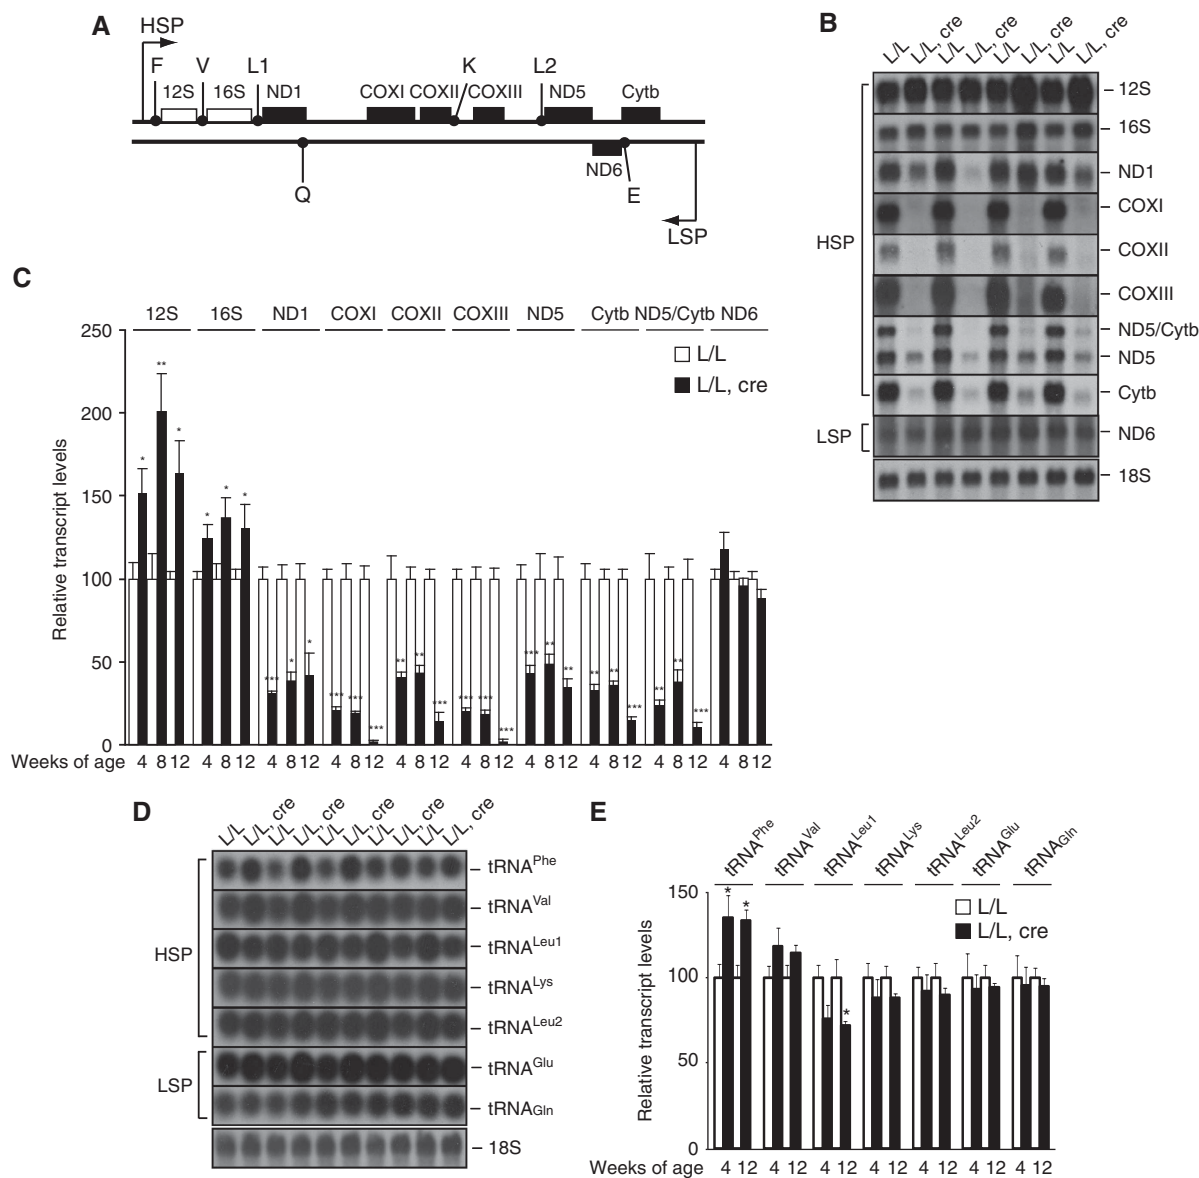 A
HSP
F V L1 K L2
12S 16S ND1 COXI COXII COXIII ND5 Cytb
ND6
Q E
LSP
B
L/L L/L, cre L/L L/L, cre L/L L/L, cre L/L L/L, cre
HSP
12S
16S
ND1
COXI
COXII
COXIII
ND5/Cytb
ND5
Cytb
LSP
ND6
18S
C
12S 16S ND1 COXI COXII COXIII ND5 Cytb ND5/Cytb ND6
L/L
L/L, cre
Relative transcript levels
250
200
150
100
50
0
* ** * * * * *** * * *** *** *** ** ** *** *** *** *** *** ** ** ** ** *** ** ** ***
Weeks of age 4 8 12 4 8 12 4 8 12 4 8 12 4 8 12 4 8 12 4 8 12 4 8 12 4 8 12 4 8 12
D
L/L L/L, cre L/L L/L, cre L/L L/L, cre L/L L/L, cre L/L L/L, cre
HSP
tRNAPhe
tRNAVal
tRNALeu1
tRNALys
tRNALeu2
LSP
tRNAGlu
tRNAGln
18S
E
tRNAPhe tRNAVal tRNALeu1 tRNALys tRNALeu2 tRNAGlu tRNAGln
L/L
L/L, cre
Relative transcript levels
150
100
50
0
* * *
Weeks of age 4 12 4 12 4 12 4 12 4 12 4 12 4 12